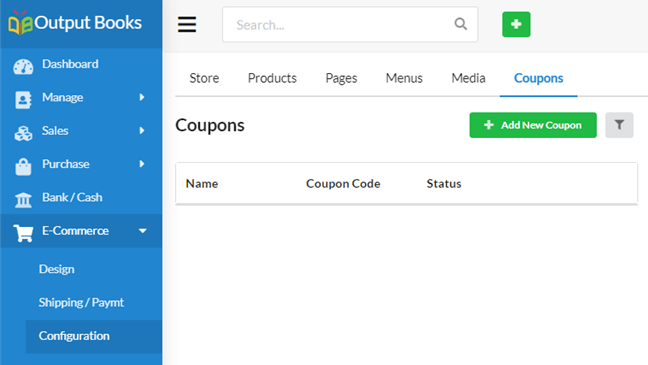 Output Books
Search...
Dashboard
Manage
Sales
Purchase
Bank / Cash
E-Commerce
Design
Shipping / Paymt
Configuration
Store Products Pages Menus Media Coupons
Coupons
Add New Coupon
Name Coupon Code Status